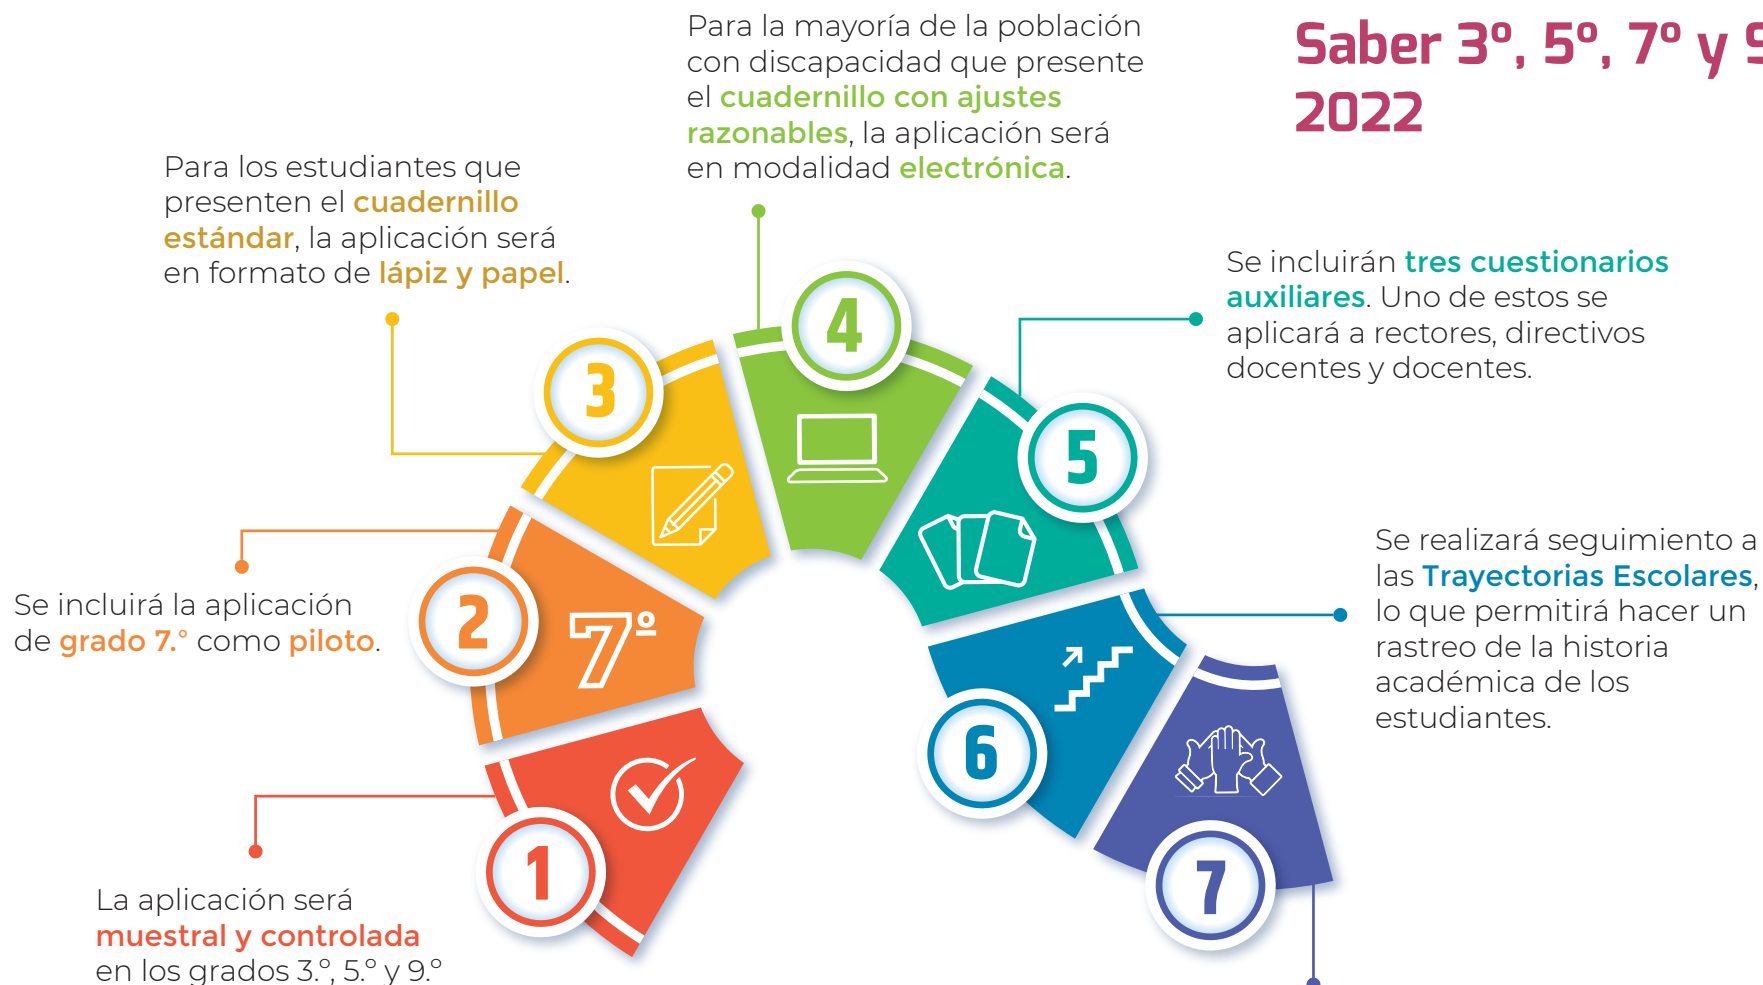 Saber 3º, 5º, 7º y 9
2022
Para la mayoría de la población
con discapacidad que presente
el cuadernillo con ajustes
razonables, la aplicación será
en modalidad electrónica.
Para los estudiantes que
presenten el cuadernillo
estándar, la aplicación será
en formato de lápiz y papel.
Se incluirán tres cuestionarios
auxiliares. Uno de estos se
aplicará a rectores, directivos
docentes y docentes.
4
3
5
Se realizará seguimiento a
las Trayectorias Escolares,
lo que permitirá hacer un
rastreo de la historia
académica de los
estudiantes.
Se incluirá la aplicación
de grado 7.° como piloto.
2
7º
6
1
7
La aplicación será
muestral y controlada
en los grados 3.º, 5.º y 9.º